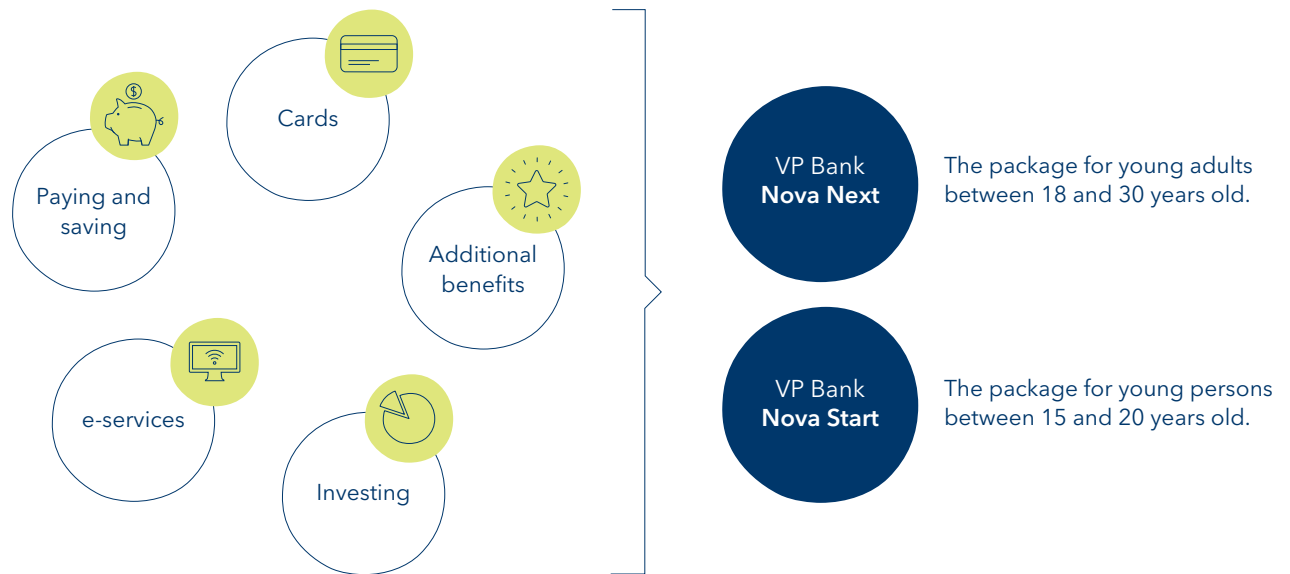 Cards
Paying and
saving
Additional
benefits
e-services
Investing
$
VP Bank
Nova Next
The package for young adults
between 18 and 30 years old.
VP Bank
Nova Start
The package for young persons
between 15 and 20 years old.